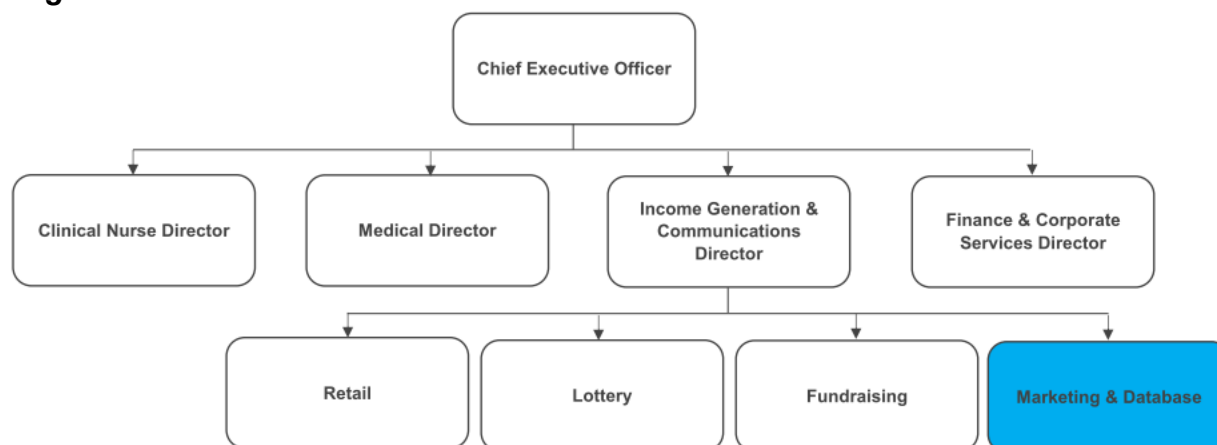 Chief Executive Officer
Clinical Nurse Director
Medical Director
Income Generation &
Communications
Director
Finance & Corporate
Services Director
Retail
Lottery
Fundraising
Marketing & Database